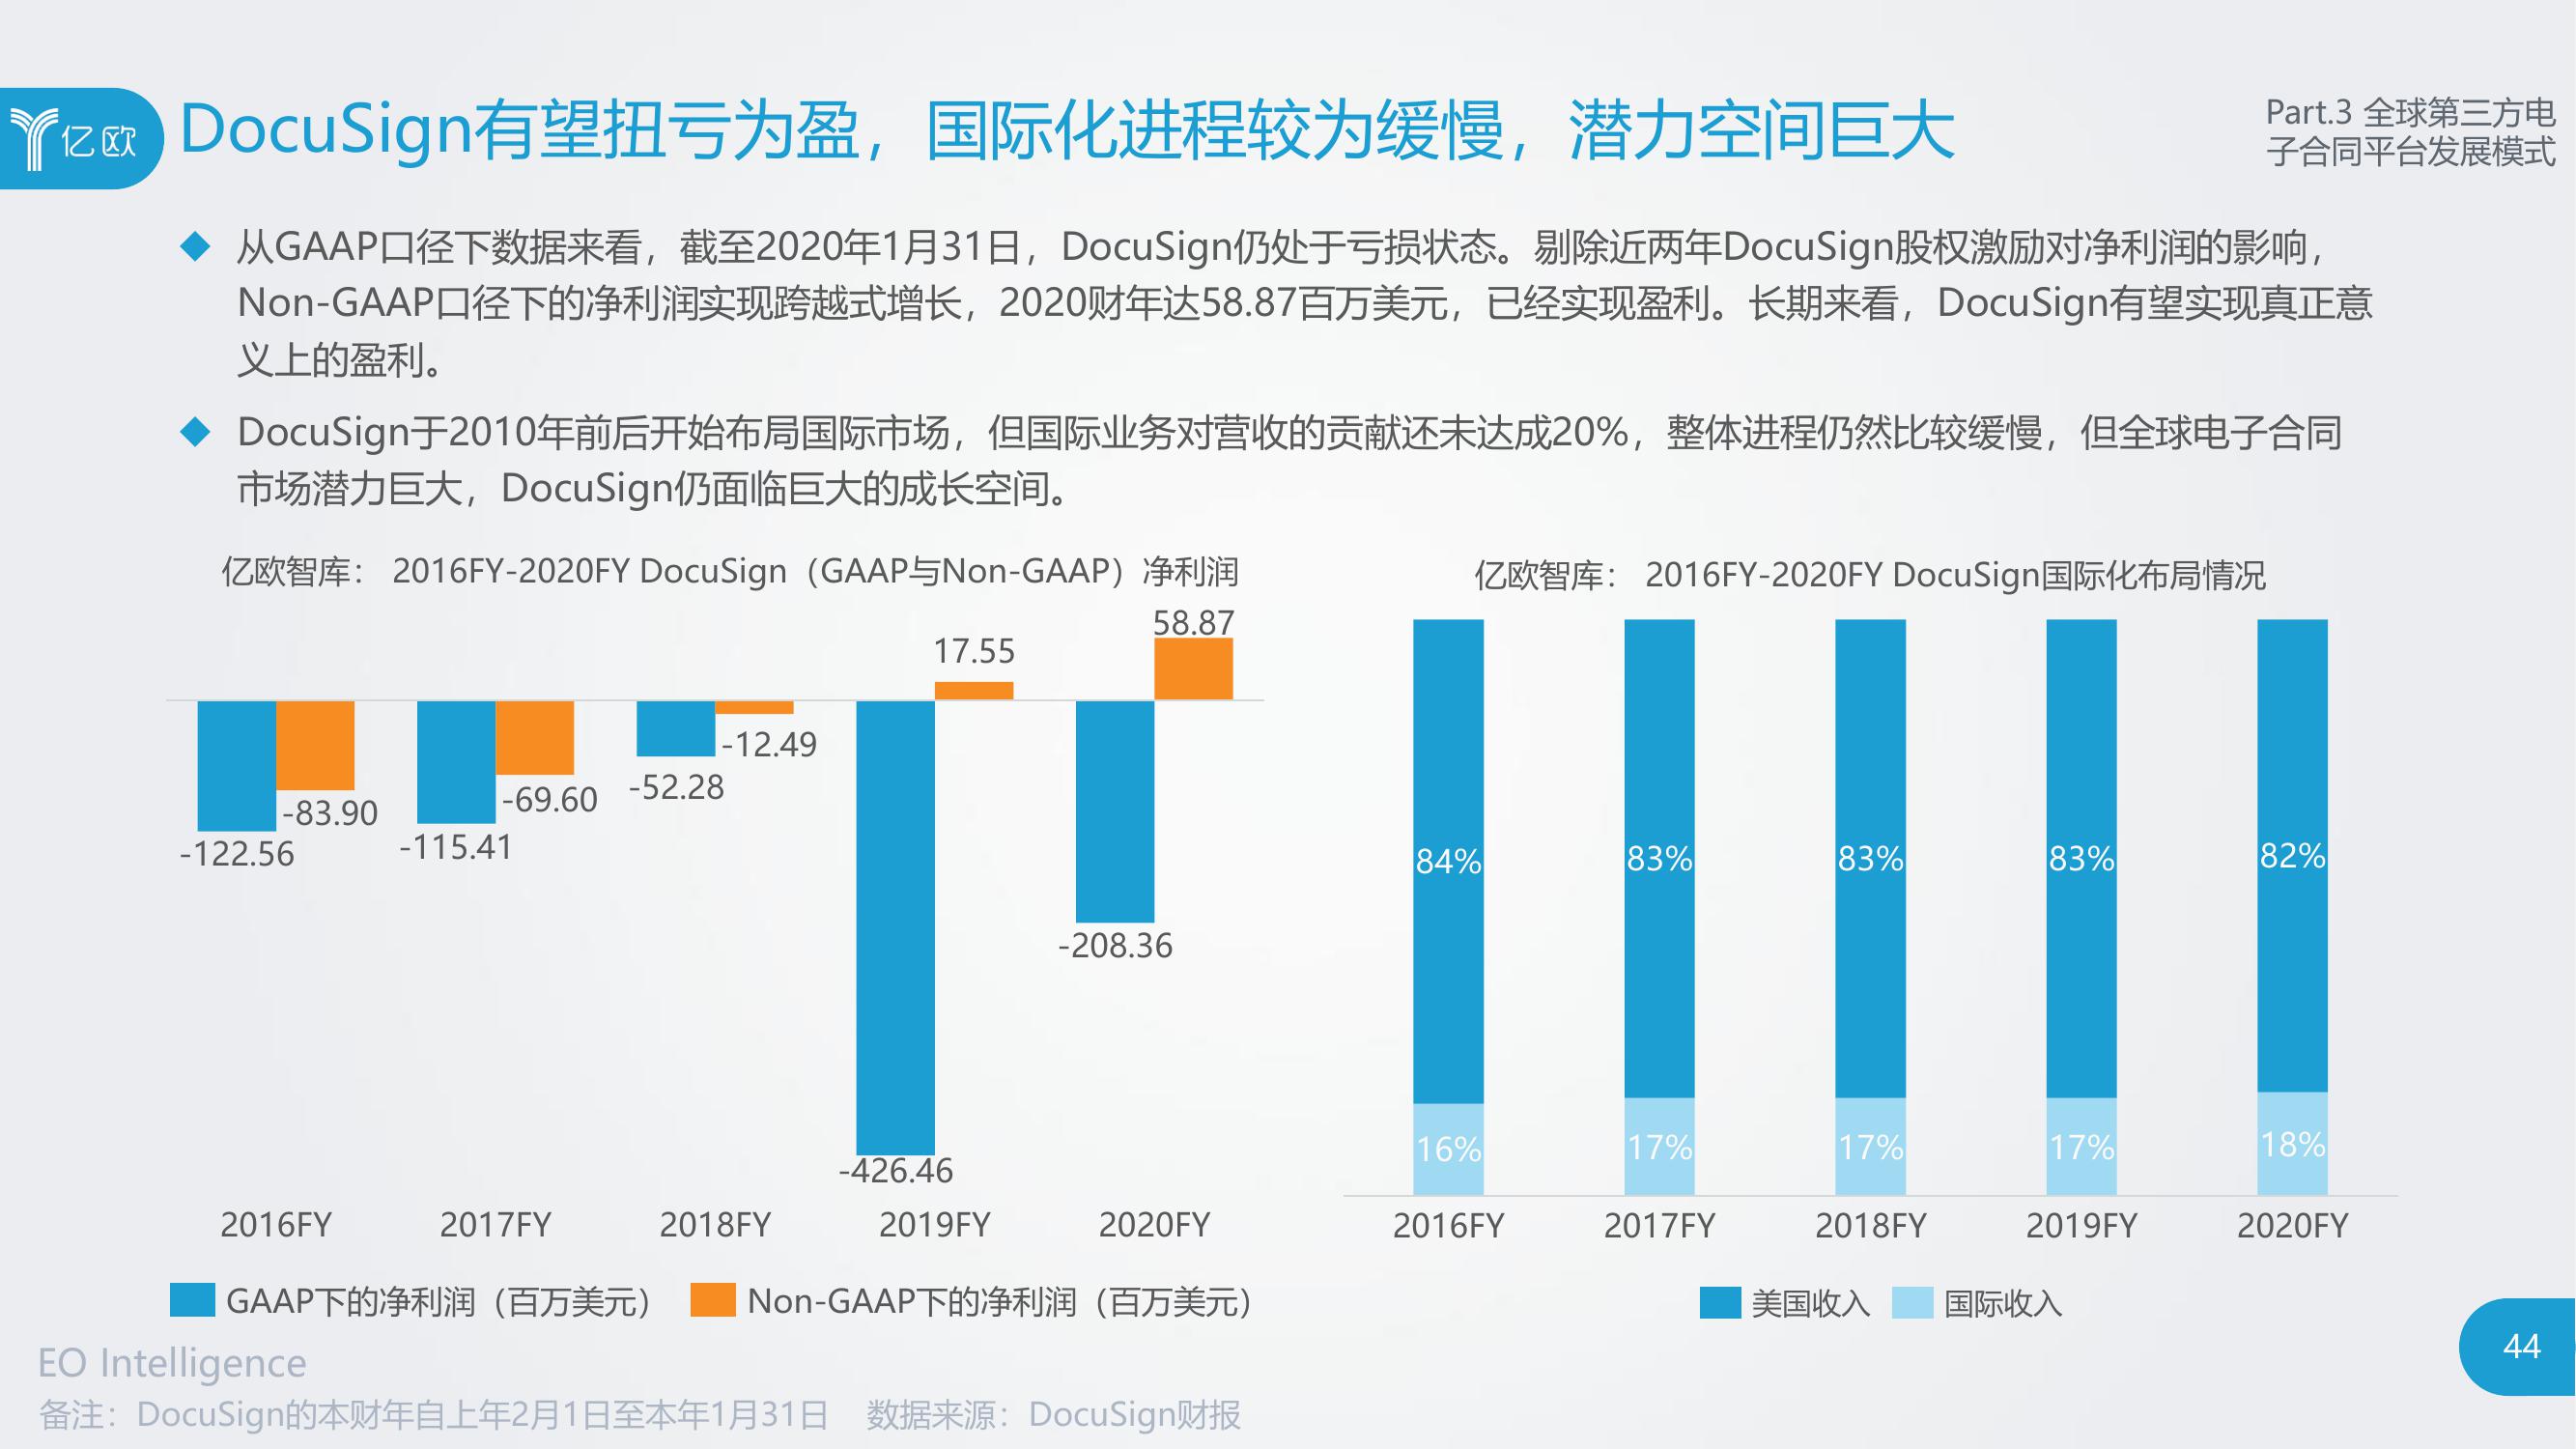 亿欧
DocuSign有望扭亏为盈，国际化进程较为缓慢，潜力空间巨大
Part.3 全球第三方电
子合同平台发展模式
从GAAP口径下数据来看，截至2020年1月31日，DocuSign仍处于亏损状态。剔除近两年DocuSign股权激励对净利润的影响，
Non-GAAP口径下的净利润实现跨越式增长，2020财年达58.87百万美元，已经实现盈利。长期来看，DocuSign有望实现真正意
义上的盈利。
DocuSign于2010年前后开始布局国际市场，但国际业务对营收的贡献还未达成20%，整体进程仍然比较缓慢，但全球电子合同
市场潜力巨大，DocuSign仍面临巨大的成长空间。
亿欧智库： 2016FY-2020FY DocuSign（GAAP与Non-GAAP）净利润
58.87
17.55
-12.49
-52.28
-69.60
-83.90
-115.41
-122.56
-208.36
-426.46
2016FY 2017FY 2018FY 2019FY 2020FY
GAAP下的净利润（百万美元） Non-GAAP下的净利润（百万美元）
亿欧智库： 2016FY-2020FY DocuSign国际化布局情况
84% 83% 83% 83% 82%
16% 17% 17% 17% 18%
2016FY 2017FY 2018FY 2019FY 2020FY
美国收入 国际收入
EO Intelligence
备注：DocuSign的本财年自上年2月1日至本年1月31日 数据来源：DocuSign财报
44